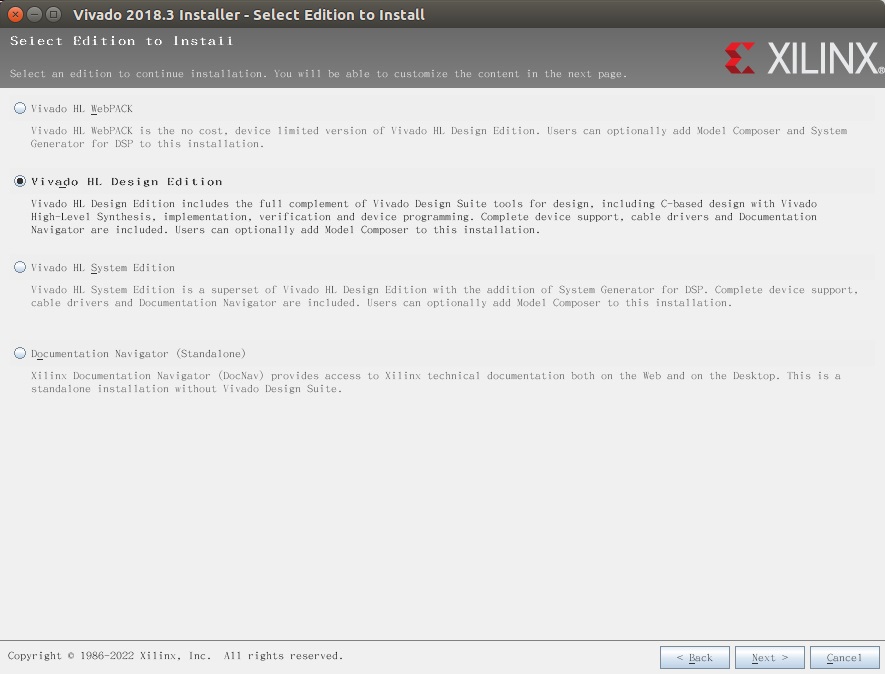 Vivado 2018.3 Installer - Select Edition to Install
Select Edition to Install
XILINX®
Select an edition to continue installation. You will be able to customize the content in the next page.
Vivado HL WebPACK
Vivado HL WebPACK is the no cost, device limited version of Vivado HL Design Edition. Users can optionally add Model Composer and System
Generator for DSP to this installation.
Vivado HL Design Edition
Vivado HL Design Edition includes the full complement of Vivado Design Suite tools for design, including C-based design with Vivado
High-Level Synthesis, implementation, verification and device programming. Complete device support, cable drivers and Documentation
Navigator are included. Users can optionally add Model Composer to this installation.
Vivado HL System Edition
Vivado HL System Edition is a superset of Vivado HL Design Edition with the addition of System Generator for DSP. Complete device support,
cable drivers and Documentation Navigator are included. Users can optionally add Model Composer to this installation.
Documentation Navigator (Standalone)
Xilinx Documentation Navigator (DocNav) provides access to Xilinx technical documentation both on the Web and on the Desktop. This is a
standalone installation without Vivado Design Suite.
Copyright © 1986-2022 Xilinx, Inc. All rights reserved.
< Back
Next >
Cancel